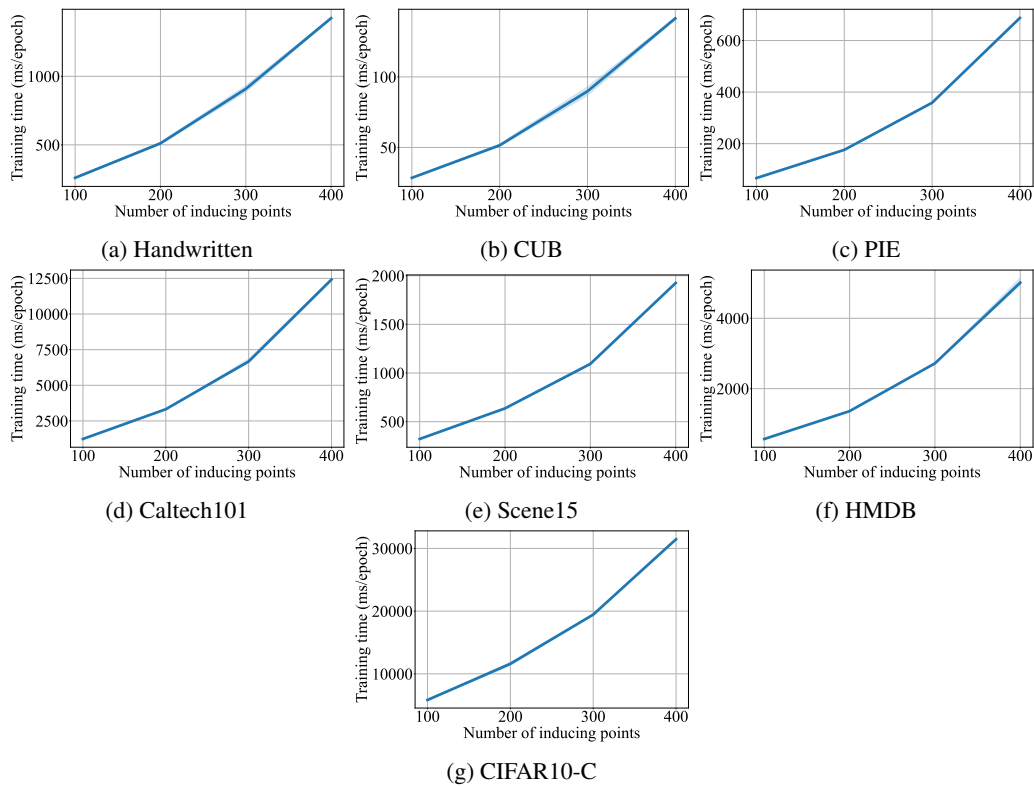 Training time (ms/epoch)
1000
500
100 200 300 400
Number of inducing points
(a) Handwritten
Training time (ms/epoch)
100
50
100 200 300 400
Number of inducing points
(b) CUB
Training time (ms/epoch)
600
400
200
100 200 300 400
Number of inducing points
(c) PIE
Training time (ms/epoch)
12500
10000
7500
5000
2500
100 200 300 400
Number of inducing points
(d) Caltech101
Training time (ms/epoch)
2000
1500
1000
500
100 200 300 400
Number of inducing points
(e) Scene15
Training time (ms/epoch)
4000
2000
100 200 300 400
Number of inducing points
(f) HMDB
Training time (ms/epoch)
30000
20000
10000
100 200 300 400
Number of inducing points
(g) CIFAR10-C